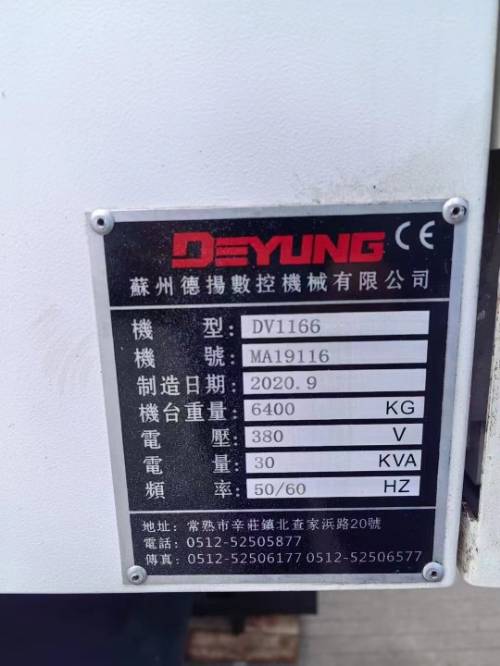 DEYUNG CE
蘇州德揚數控機械有限公司
機 型: DV1166
機 號: MA19116
制造日期: 2020.9
機台重量: 6400 KG
電 壓: 380 V
電 量: 30 KVA
頻 率: 50/60 HZ
地址: 常熟市辛莊鎮北查家浜路20號
電話: 0512-52505877
傳真: 0512-52506177 0512-52506577